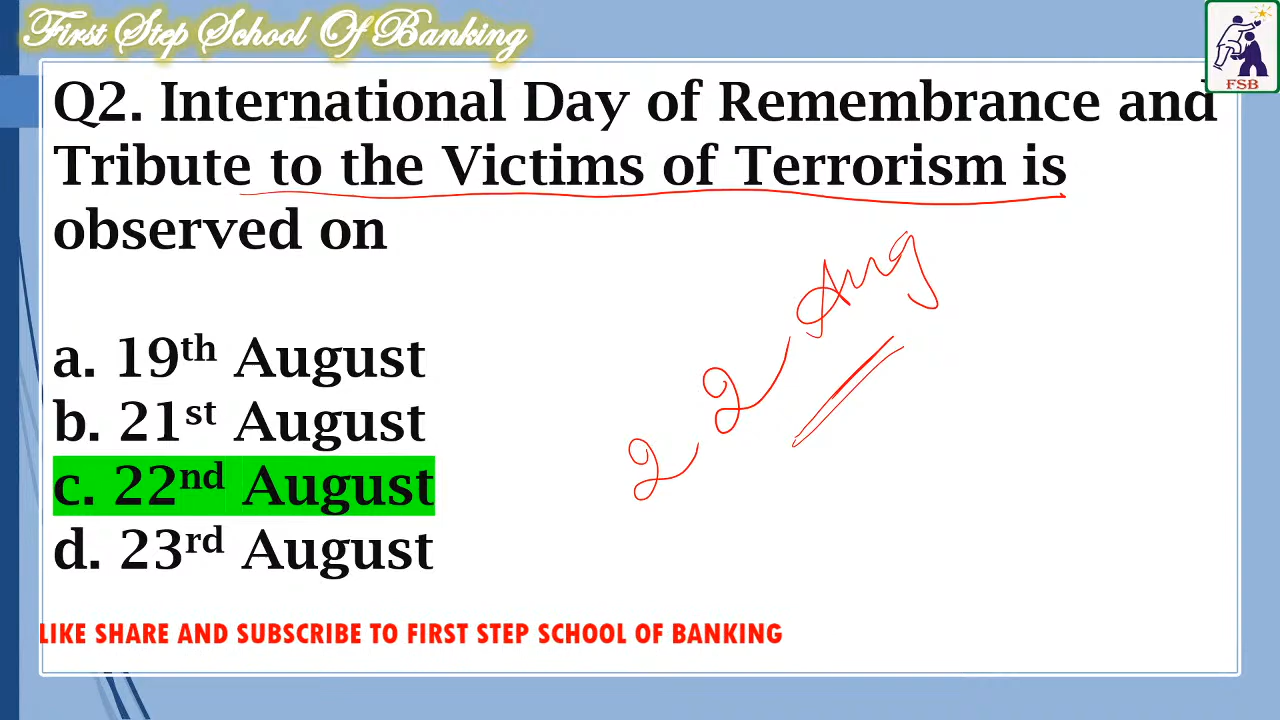 First Step School Of Banking
FSB
Q2. International Day of Remembrance and
Tribute to the Victims of Terrorism is
observed on
a. 19th August
b. 21st August
c. 22nd August
d. 23rd August
22 Aug
LIKE SHARE AND SUBSCRIBE TO FIRST STEP SCHOOL OF BANKING